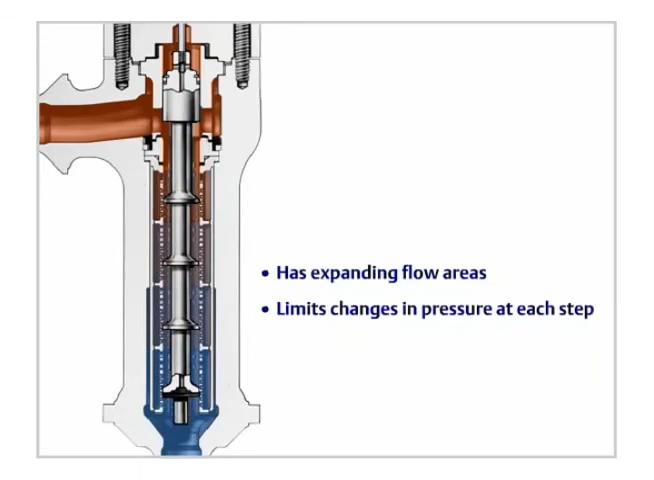 • Has expanding flow areas
• Limits changes in pressure at each step